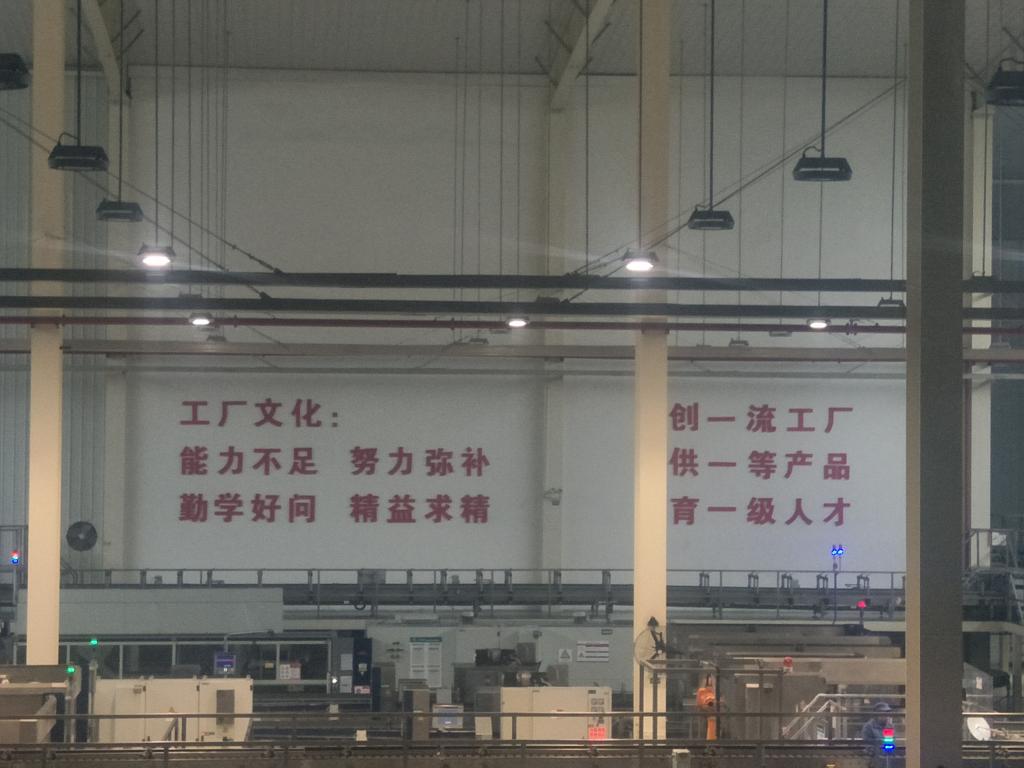 工厂文化:
能力不足 努力弥补
勤学好问 精益求精
创一流工厂
供一等产品
育一级人才